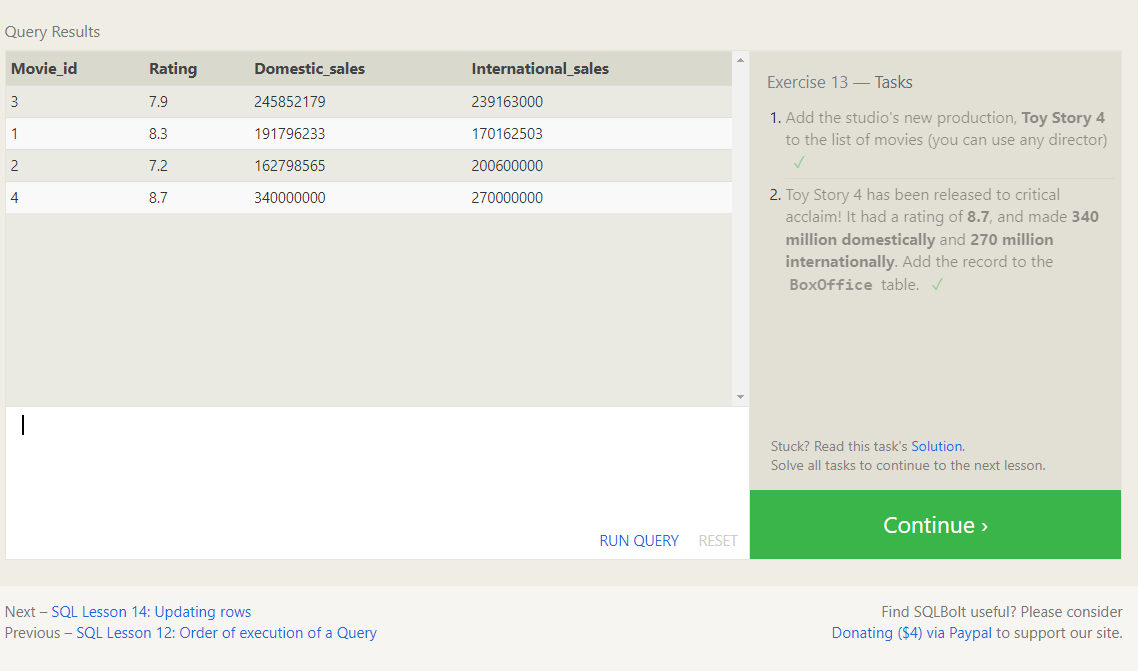 Query Results
Movie_id Rating Domestic_sales International_sales
3 7.9 245852179 239163000
1 8.3 191796233 170162503
2 7.2 162798565 200600000
4 8.7 340000000 270000000
RUN QUERY RESET
Exercise 13 — Tasks
1. Add the studio's new production, Toy Story 4
to the list of movies (you can use any director)
✓
2. Toy Story 4 has been released to critical
acclaim! It had a rating of 8.7, and made 340
million domestically and 270 million
internationally. Add the record to the
BoxOffice table. ✓
Stuck? Read this task's Solution.
Solve all tasks to continue to the next lesson.
Continue ›
Next – SQL Lesson 14: Updating rows
Previous – SQL Lesson 12: Order of execution of a Query
Find SQLBolt useful? Please consider
Donating ($4) via Paypal to support our site.